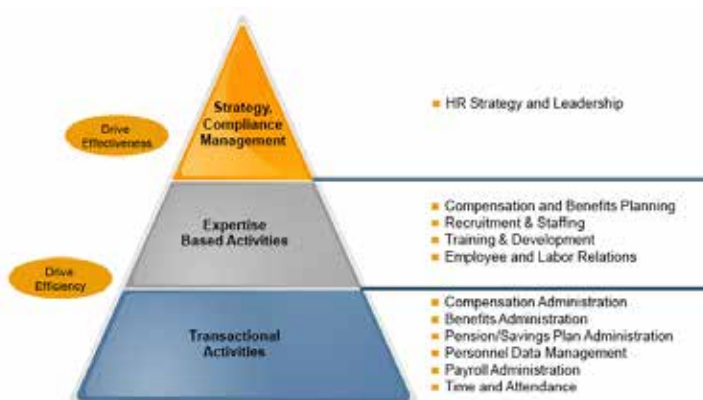 Strategy,
Compliance
Management
HR Strategy and Leadership
Drive
Effectiveness
Expertise
Based Activities
Compensation and Benefits Planning
Recruitment & Staffing
Training & Development
Employee and Labor Relations
Drive
Efficiency
Transactional
Activities
Compensation Administration
Benefits Administration
Pension/Savings Plan Administration
Personnel Data Management
Payroll Administration
Time and Attendance